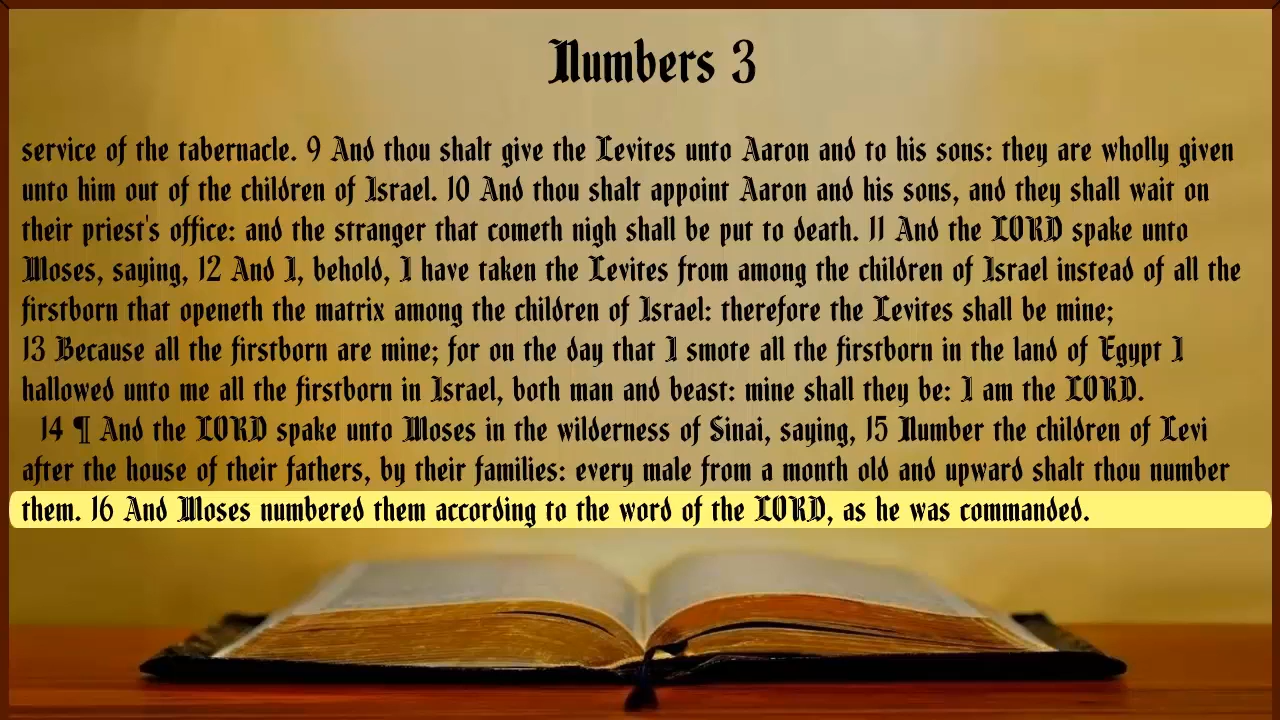 Numbers 3
service of the tabernacle. 9 And thou shalt give the Levites unto Aaron and to his sons: they are wholly given
unto him out of the children of Israel. 10 And thou shalt appoint Aaron and his sons, and they shall wait on
their priest's office: and the stranger that cometh nigh shall be put to death. 11 And the LORD spake unto
Moses, saying, 12 And I, behold, I have taken the Levites from among the children of Israel instead of all the
firstborn that openeth the matrix among the children of Israel: therefore the Levites shall be mine;
13 Because all the firstborn are mine; for on the day that I smote all the firstborn in the land of Egypt I
hallowed unto me all the firstborn in Israel, both man and beast: mine shall they be: I am the LORD.
14 ¶ And the LORD spake unto Moses in the wilderness of Sinai, saying, 15 Number the children of Levi
after the house of their fathers, by their families: every male from a month old and upward shalt thou number
them. 16 And Moses numbered them according to the word of the LORD, as he was commanded.